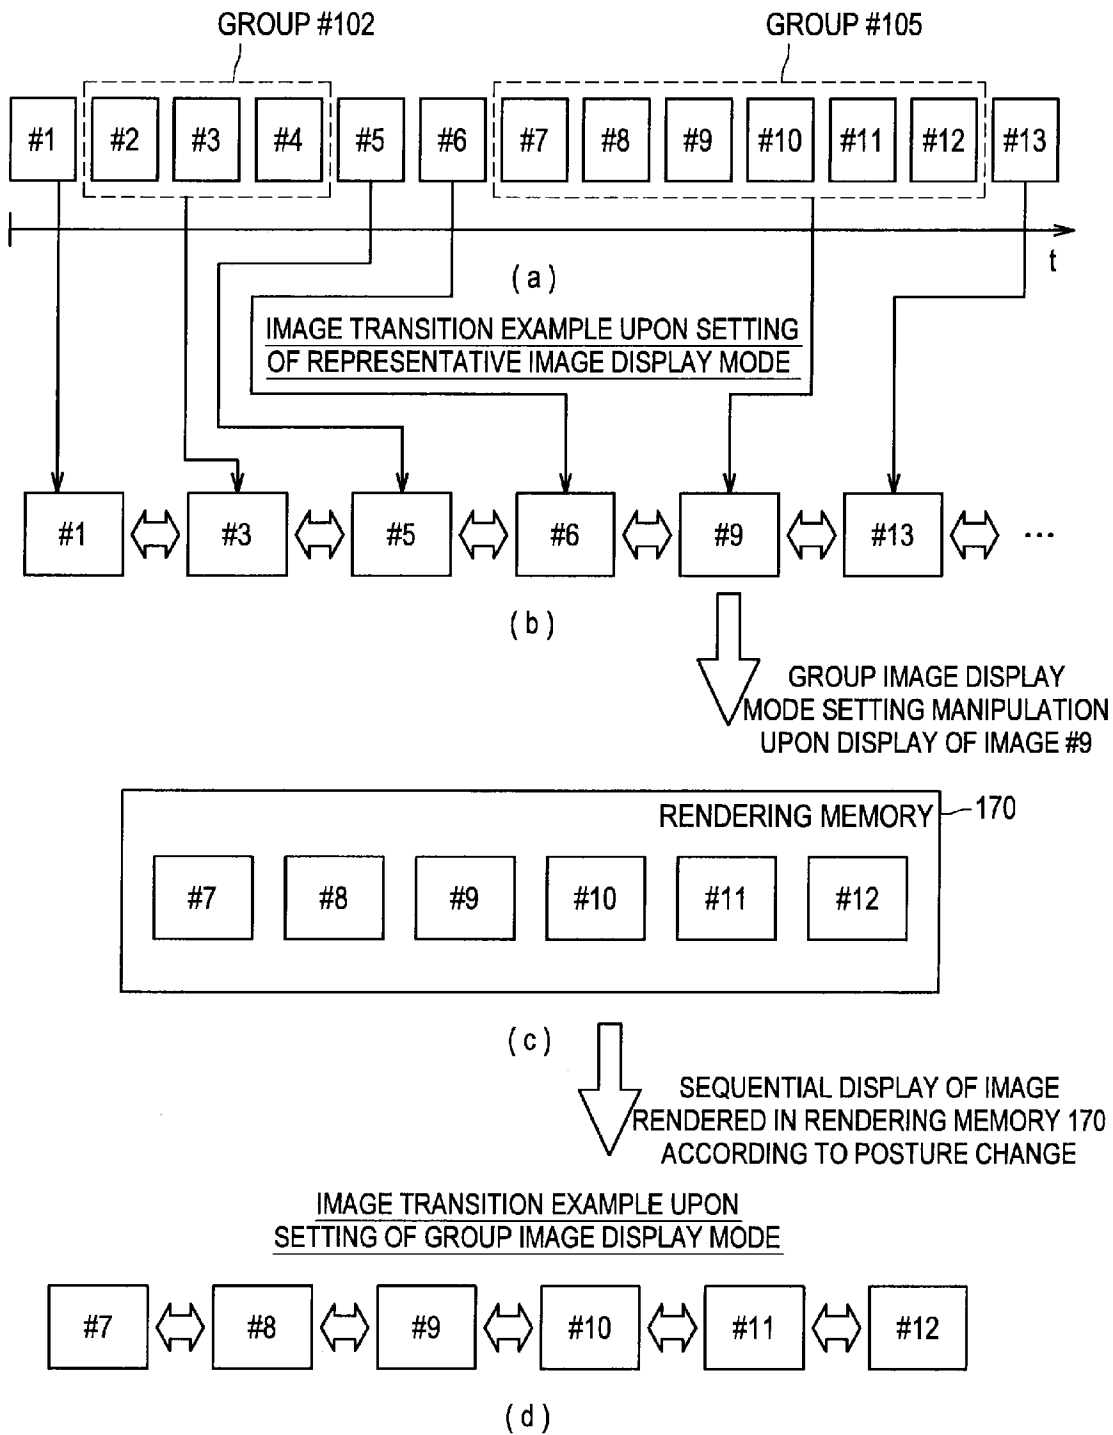 GROUP #102 GROUP #105
#1 #2 #3 #4 #5 #6 #7 #8 #9 #10 #11 #12 #13
t
(a)
IMAGE TRANSITION EXAMPLE UPON SETTING
OF REPRESENTATIVE IMAGE DISPLAY MODE
#1 #3 #5 #6 #9 #13 ...
(b)
GROUP IMAGE DISPLAY
MODE SETTING MANIPULATION
UPON DISPLAY OF IMAGE #9
RENDERING MEMORY 170
#7 #8 #9 #10 #11 #12
(c)
SEQUENTIAL DISPLAY OF IMAGE
RENDERED IN RENDERING MEMORY 170
ACCORDING TO POSTURE CHANGE
IMAGE TRANSITION EXAMPLE UPON
SETTING OF GROUP IMAGE DISPLAY MODE
#7 #8 #9 #10 #11 #12
(d)